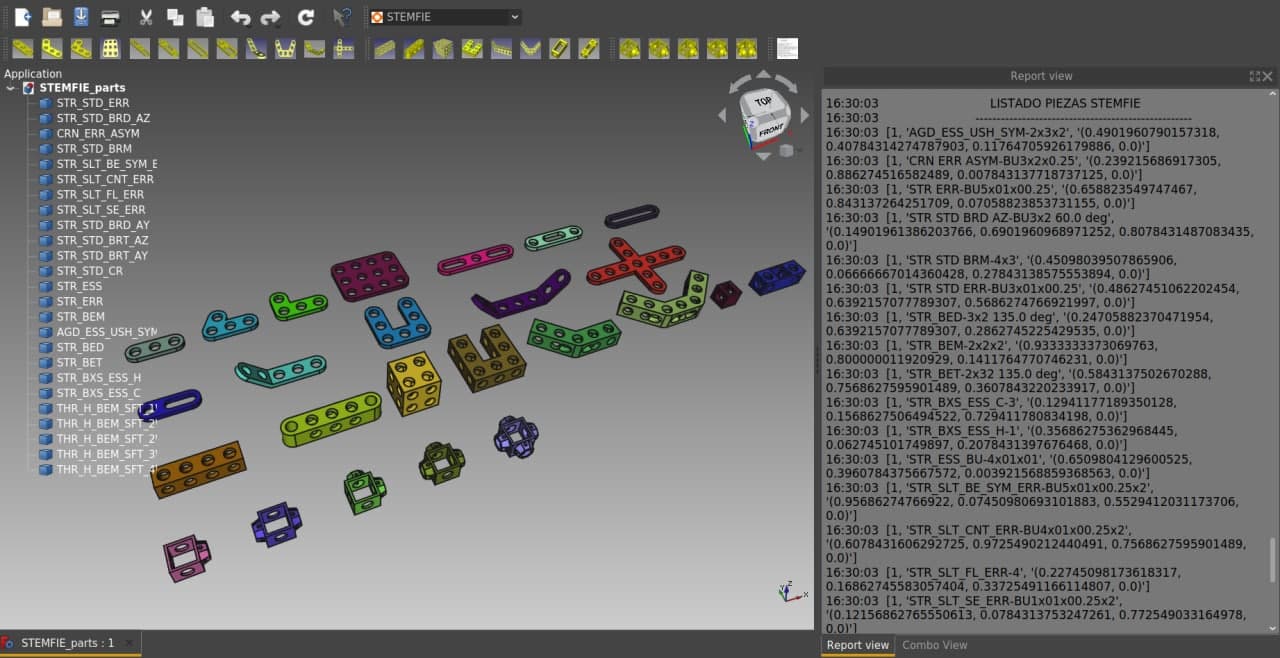 STEMFIE
Application
STEMFIE_parts
STR_STD_ERR
STR_STD_BRD_AZ
CRN_ERR_ASYM
STR_STD_BRM
STR_SLT_BE_SYM_E
STR_SLT_CNT_ERR
STR_SLT_FL_ERR
STR_SLT_SE_ERR
STR_STD_BRD_AY
STR_STD_BRT_AZ
STR_STD_BRT_AY
STR_STD_CR
STR_ESS
STR_ERR
STR_BEM
AGD_ESS_USH_SYM
STR_BED
STR_BET
STR_BXS_ESS_H
STR_BXS_ESS_C
THR_H_BEM_SFT_1
THR_H_BEM_SFT_2
THR_H_BEM_SFT_2
THR_H_BEM_SFT_3
THR_H_BEM_SFT_4
TOP
FRONT
Z
Z
Y
X
STEMFIE_parts : 1
Report view
16:30:03 LISTADO PIEZAS STEMFIE
16:30:03 ----------------------------------------------------
16:30:03 [1, 'AGD_ESS_USH_SYM-2x3x2', '(0.4901960790157318,
0.40784314274787903, 0.11764705926179886, 0.0)']
16:30:03 [1, 'CRN ERR ASYM-BU3x2x0.25', '(0.239215686917305,
0.886274516582489, 0.007843137718737125, 0.0)']
16:30:03 [1, 'STR ERR-BU5x01x00.25', '(0.658823549747467,
0.843137264251709, 0.07058823853731155, 0.0)']
16:30:03 [1, 'STR STD BRD AZ-BU3x2 60.0 deg',
'(0.14901961386203766, 0.6901960968971252, 0.8078431487083435,
0.0)']
16:30:03 [1, 'STR STD BRM-4x3', '(0.45098039507865906,
0.06666667014360428, 0.27843138575553894, 0.0)']
16:30:03 [1, 'STR STD ERR-BU3x01x00.25', '(0.48627451062202454,
0.6392157077789307, 0.5686274766921997, 0.0)']
16:30:03 [1, 'STR_BED-3x2 135.0 deg', '(0.24705882370471954,
0.6392157077789307, 0.2862745225429535, 0.0)']
16:30:03 [1, 'STR_BEM-2x2x2', '(0.9333333373069763,
0.800000011920929, 0.1411764770746231, 0.0)']
16:30:03 [1, 'STR_BET-2x32 135.0 deg', '(0.5843137502670288,
0.7568627595901489, 0.3607843220233917, 0.0)']
16:30:03 [1, 'STR_BXS_ESS_C-3', '(0.12941177189350128,
0.1568627506494522, 0.7294117780834198, 0.0)']
16:30:03 [1, 'STR_BXS_ESS_H-1', '(0.35686275362968445,
0.062745101749897, 0.2078431397676468, 0.0)']
16:30:03 [1, 'STR_ESS_BU-4x01x01', '(0.6509804129600525,
0.3960784375667572, 0.003921568859368563, 0.0)']
16:30:03 [1, 'STR_SLT_BE_SYM_ERR-BU5x01x00.25x2',
'(0.95686274766922, 0.07450980693101883, 0.5529412031173706,
0.0)']
16:30:03 [1, 'STR_SLT_CNT_ERR-BU4x01x00.25x2',
'(0.6078431606292725, 0.9725490212440491, 0.7568627595901489,
0.0)']
16:30:03 [1, 'STR_SLT_FL_ERR-4', '(0.22745098173618317,
0.16862745583057404, 0.33725491166114807, 0.0)']
16:30:03 [1, 'STR_SLT_SE_ERR-BU1x01x00.25x2',
'(0.12156862765550613, 0.0784313753247261, 0.772549033164978,
0.0)']
Report view
Combo View